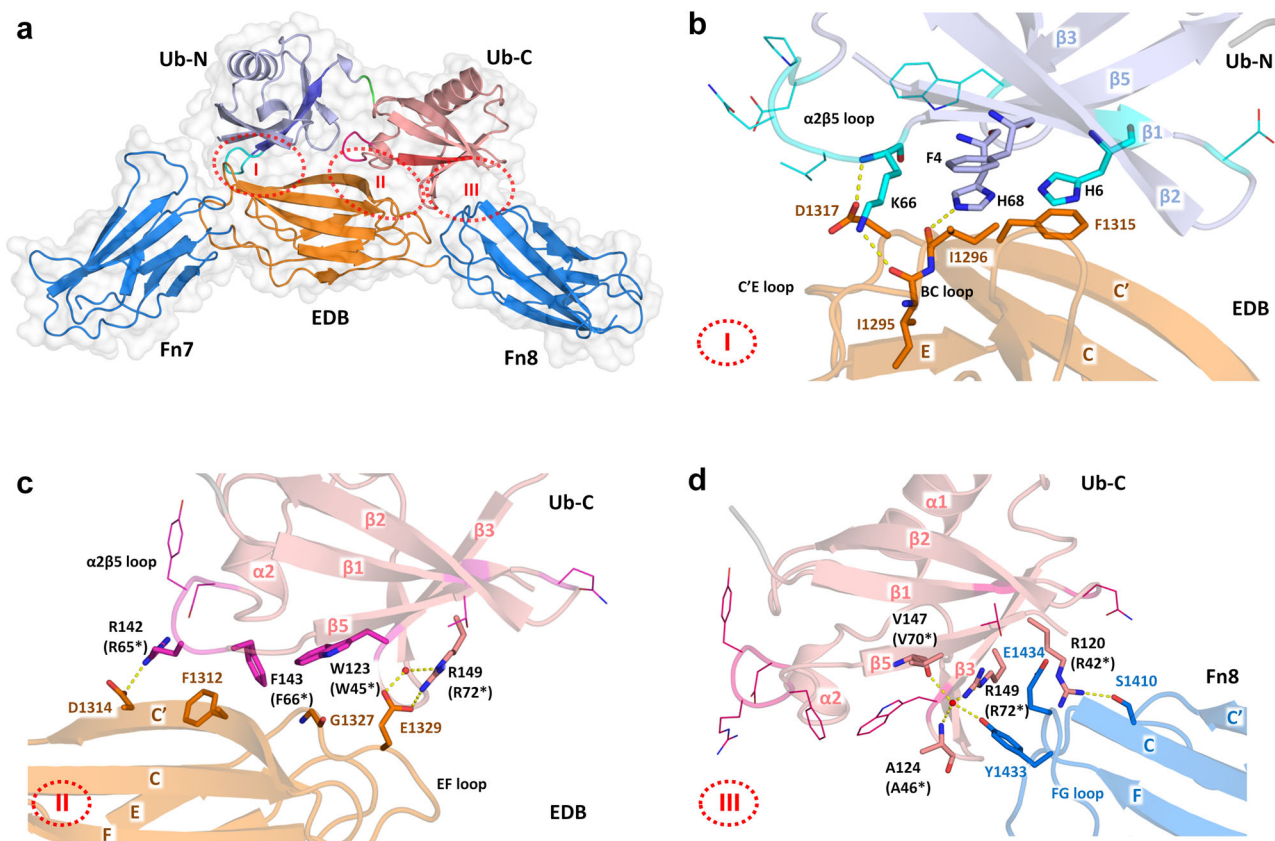 a
Ub-N
Ub-C
I
II
III
EDB
Fn7
Fn8
b
β3
Ub-N
β5
α2β5 loop
β1
F4
β2
K66
H68
H6
D1317
F1315
I1296
C'E loop
BC loop
C'
EDB
I1295
I
E
C
c
Ub-C
β2
β3
α2β5 loop
α2
β1
β5
R142
(R65*)
W123
(W45*)
R149
(R72*)
F143
(F66*)
F1312
D1314
G1327
E1329
C'
C
EF loop
II
E
F
EDB
d
Ub-C
α1
β2
β1
V147
(V70*)
R120
(R42*)
E1434
β5
β3
Fn8
R149
(R72*)
S1410
α2
C'
C
A124
(A46*)
Y1433
III
FG loop
F